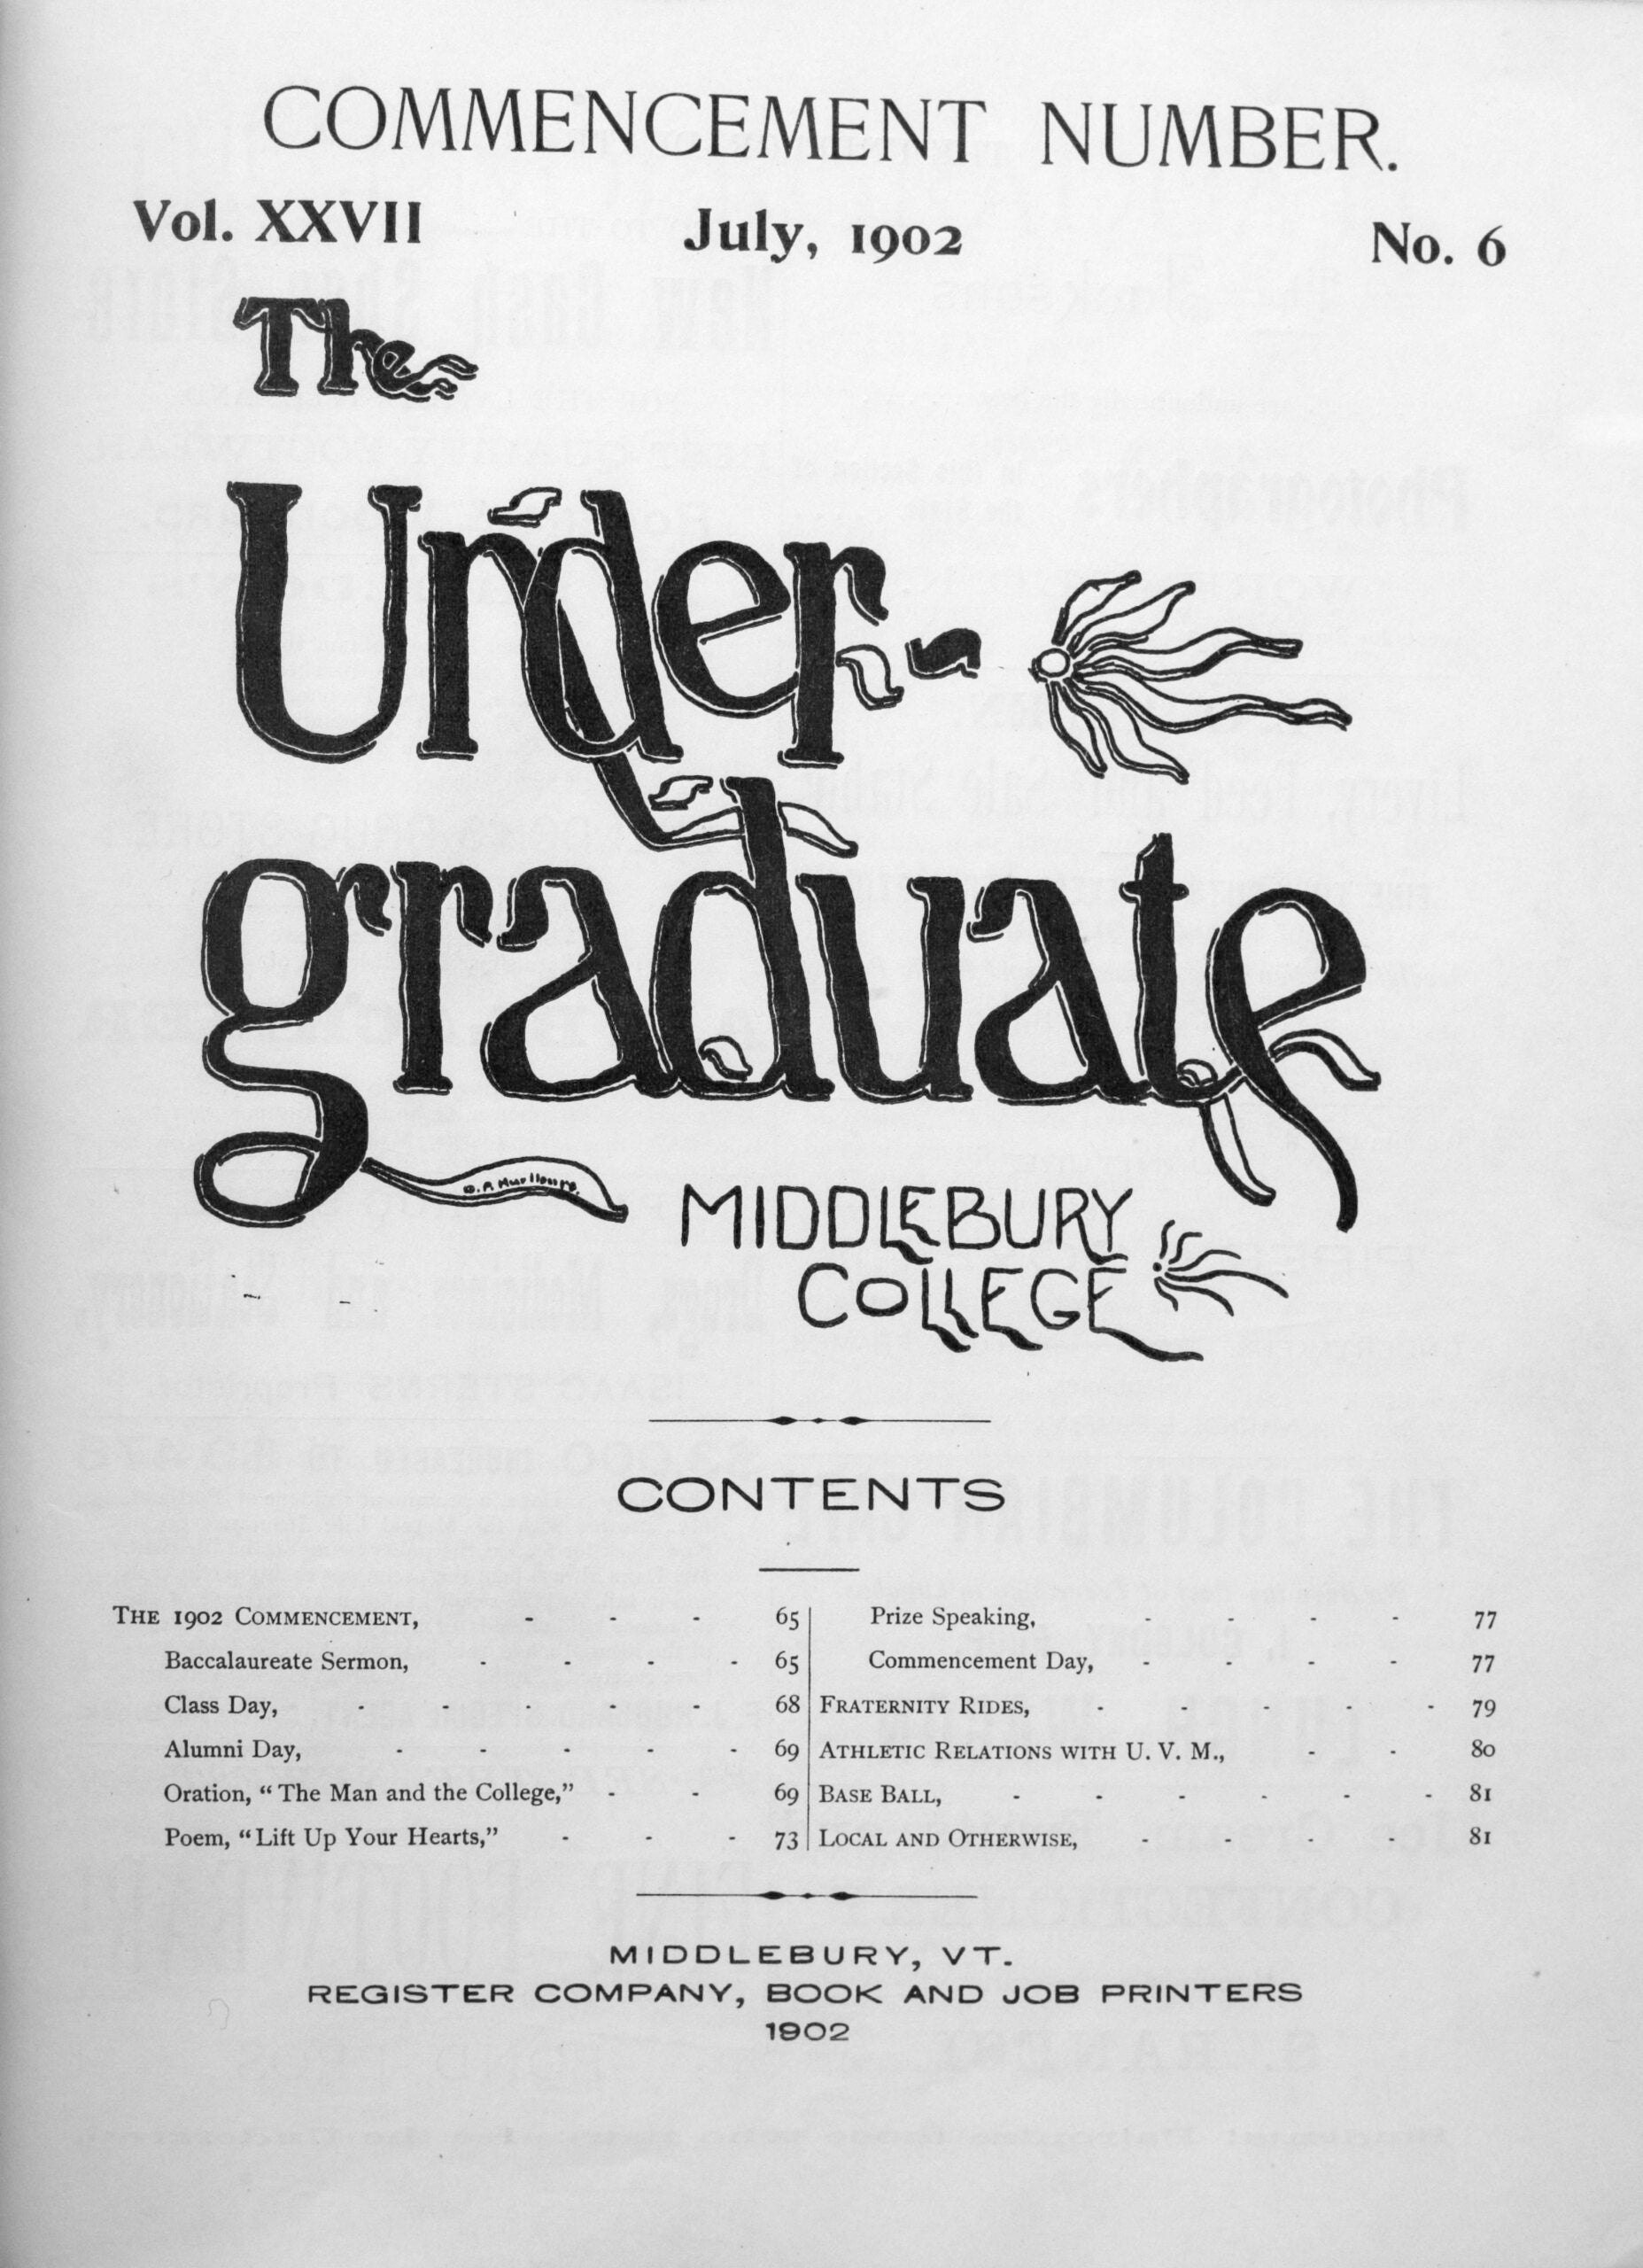 COMMENCEMENT NUMBER.
Vol. XXVII July, 1902 No. 6
The
Under-
graduate
MIDDLEBURY
COLLEGE
CONTENTS
THE 1902 COMMENCEMENT, - - - 65
Baccalaureate Sermon, - - - - 65
Class Day, - - - - - 68
Alumni Day, - - - - - 69
Oration, "The Man and the College," - - 69
Poem, "Lift Up Your Hearts," - - - 73
Prize Speaking, - - - - 77
Commencement Day, - - - - 77
FRATERNITY RIDES, - - - - - 79
ATHLETIC RELATIONS WITH U. V. M., - - 80
BASE BALL, - - - - - - 81
LOCAL AND OTHERWISE, - - - - 81
MIDDLEBURY, VT.
REGISTER COMPANY, BOOK AND JOB PRINTERS
1902